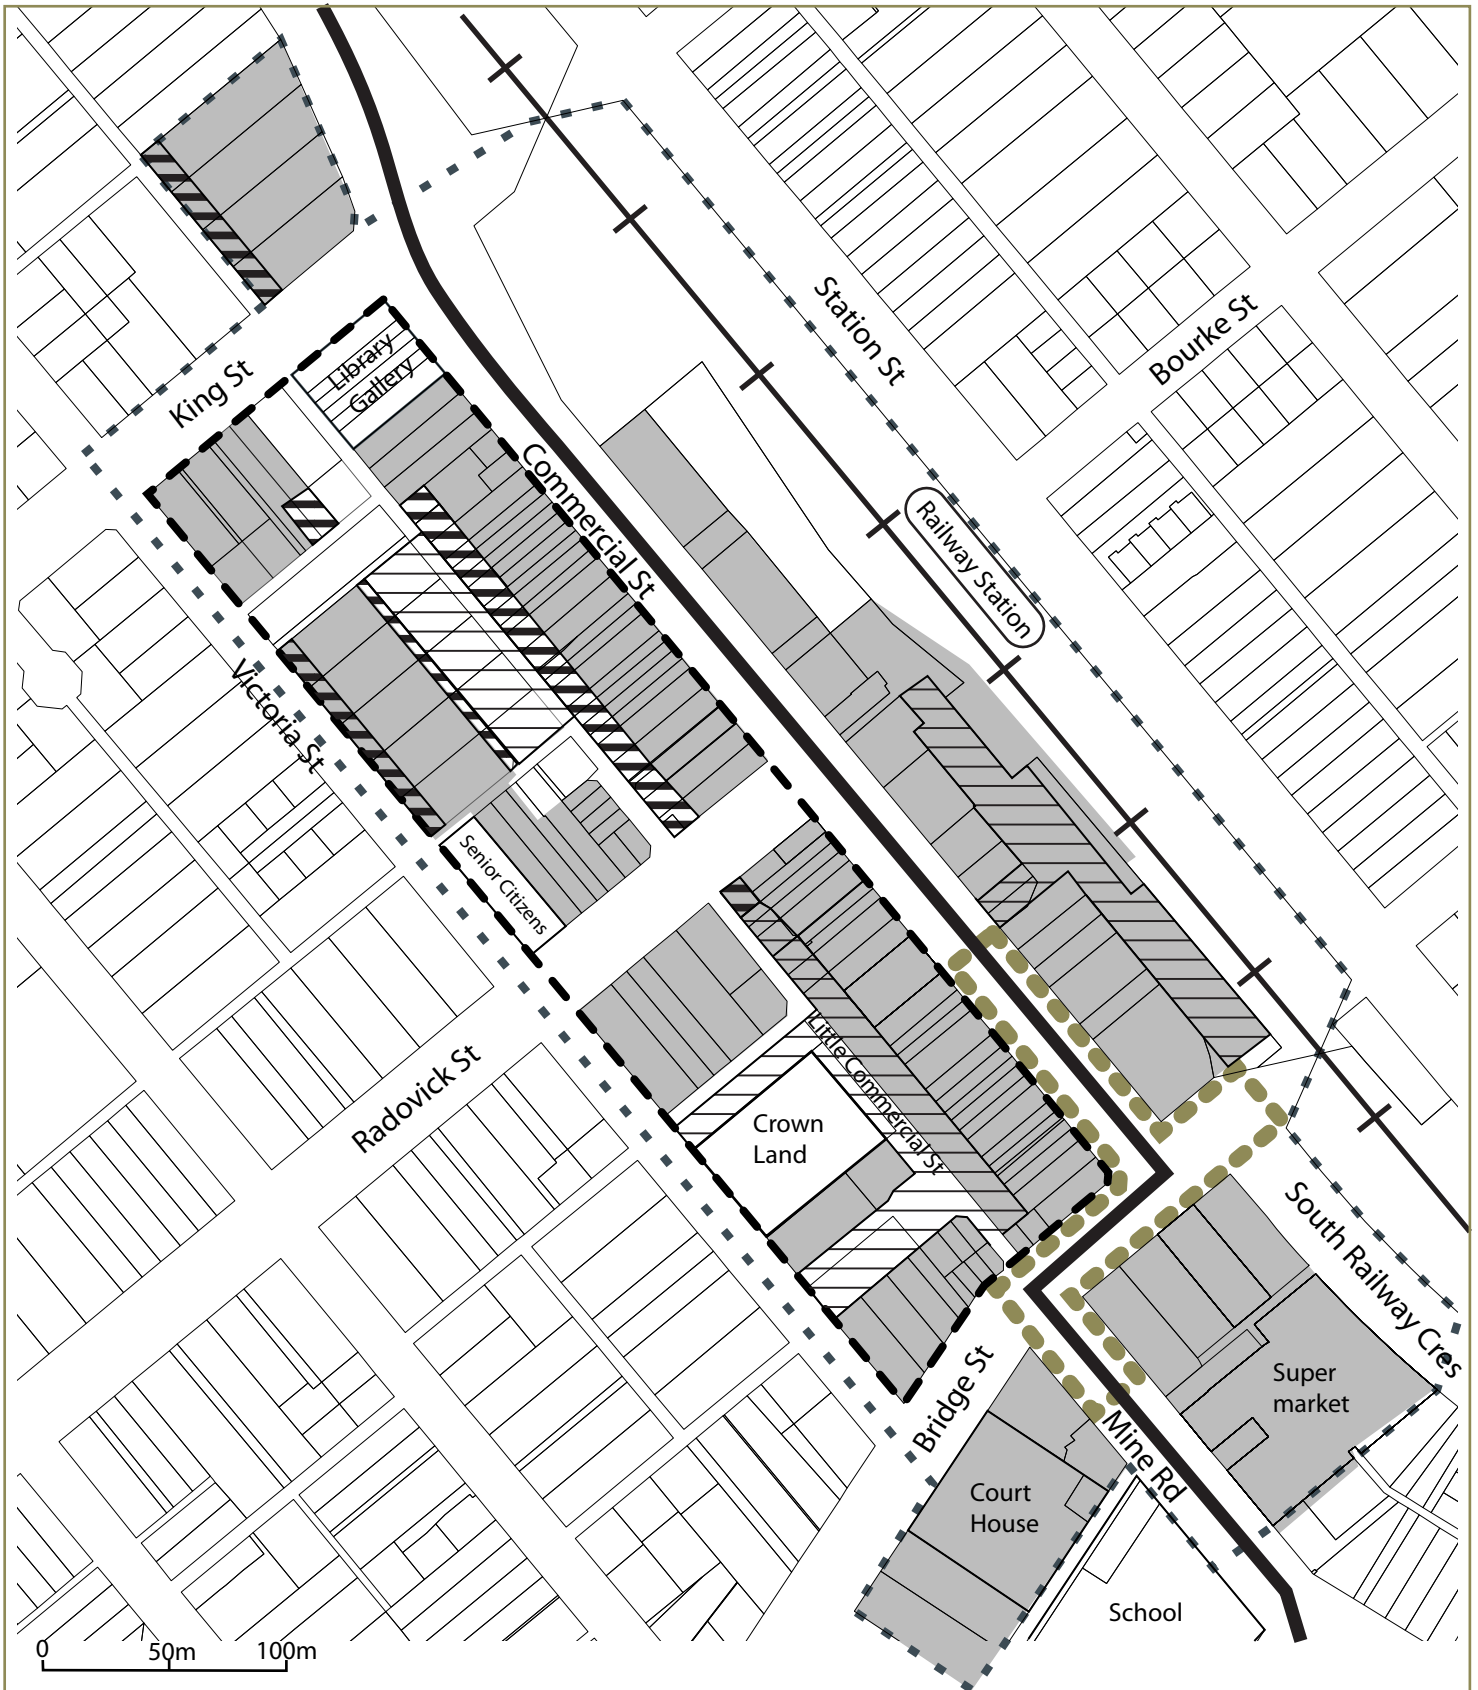 Station St
Bourke St
Library
Gallery
King St
Commercial St
Railway Station
Victoria St
Senior Citizens
Little Commercial St
Radovick St
Crown
Land
South Railway Cres
Bridge St
Super
market
Mine Rd
Court
House
School
0
50m
100m